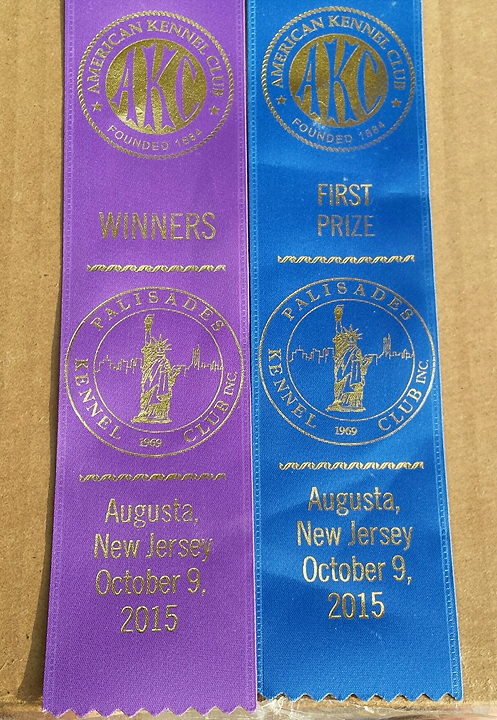 AMERICAN KENNEL CLUB
AKC
FOUNDED 1884
WINNERS
PALISADES
KENNEL CLUB INC.
1969
Augusta,
New Jersey
October 9,
2015
AMERICAN KENNEL CLUB
AKC
FOUNDED 1884
FIRST
PRIZE
PALISADES
KENNEL CLUB INC.
1969
Augusta,
New Jersey
October 9,
2015